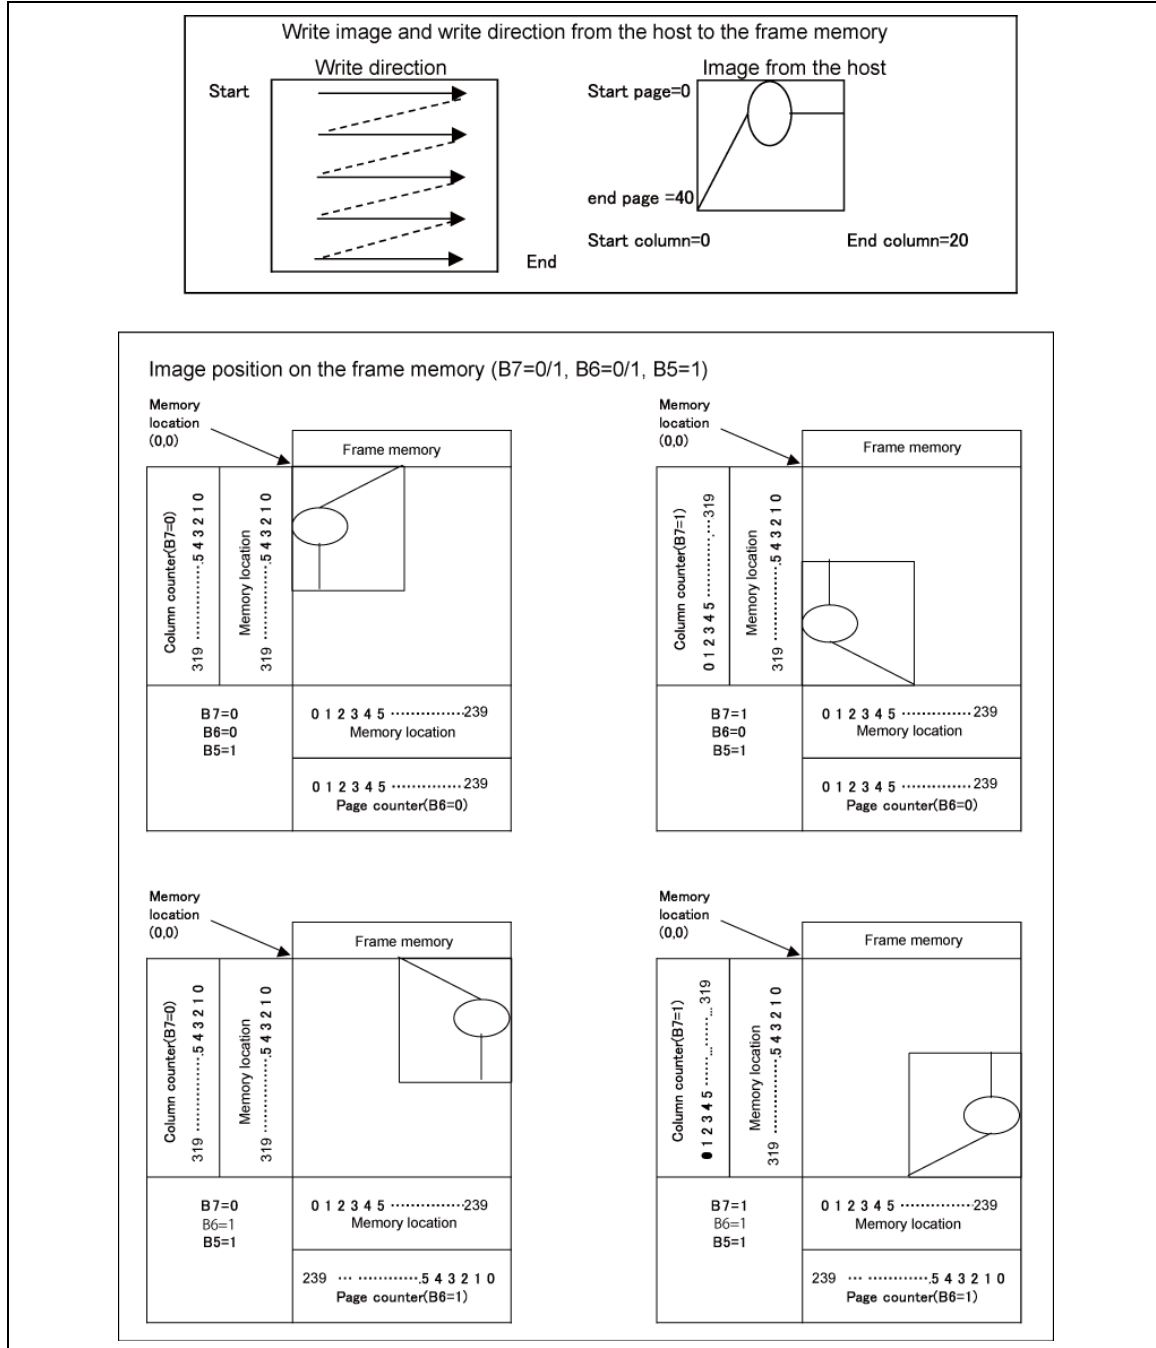 Write image and write direction from the host to the frame memory
Write direction
Image from the host
Start
Start page=0
end page =40
Start column=0
End column=20
End
Image position on the frame memory (B7=0/1, B6=0/1, B5=1)
Memory
location
(0,0)
Frame memory
Column counter(B7=0)
319 ···············.5 4 3 2 1 0
Memory location
319 ···············.5 4 3 2 1 0
B7=0
B6=0
B5=1
0 1 2 3 4 5 ···············239
Memory location
0 1 2 3 4 5 ···············239
Page counter(B6=0)
Memory
location
(0,0)
Frame memory
Column counter(B7=1)
0 1 2 3 4 5 ···············319
Memory location
319 ···············.5 4 3 2 1 0
B7=1
B6=0
B5=1
0 1 2 3 4 5 ···············239
Memory location
0 1 2 3 4 5 ···············239
Page counter(B6=0)
Memory
location
(0,0)
Frame memory
Column counter(B7=0)
319 ···············.5 4 3 2 1 0
Memory location
319 ···············.5 4 3 2 1 0
B7=0
B6=1
B5=1
0 1 2 3 4 5 ···············239
Memory location
239 ··· ············.5 4 3 2 1 0
Page counter(B6=1)
Memory
location
(0,0)
Frame memory
Column counter(B7=1)
0 1 2 3 4 5 ······...······...319
Memory location
319 ···············.5 4 3 2 1 0
B7=1
B6=1
B5=1
0 1 2 3 4 5 ···············239
Memory location
239 ··· ············.5 4 3 2 1 0
Page counter(B6=1)